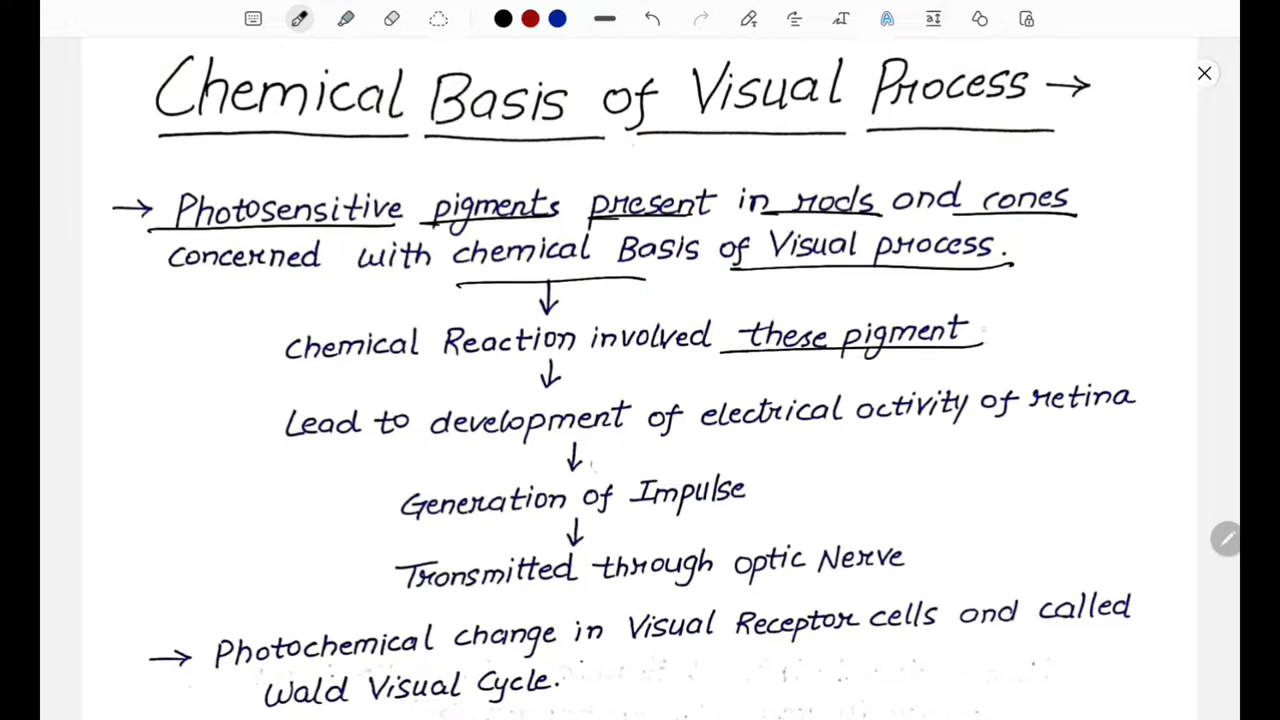 Chemical Basis of Visual Process →
→ Photosensitive pigments present in rods and cones
concerned with chemical Basis of Visual process.
↓
Chemical Reaction involved these pigment
↓
Lead to development of electrical activity of retina
↓
Generation of Impulse
↓
Transmitted through optic Nerve
→ Photochemical change in Visual Receptor cells and called
Wald Visual Cycle.